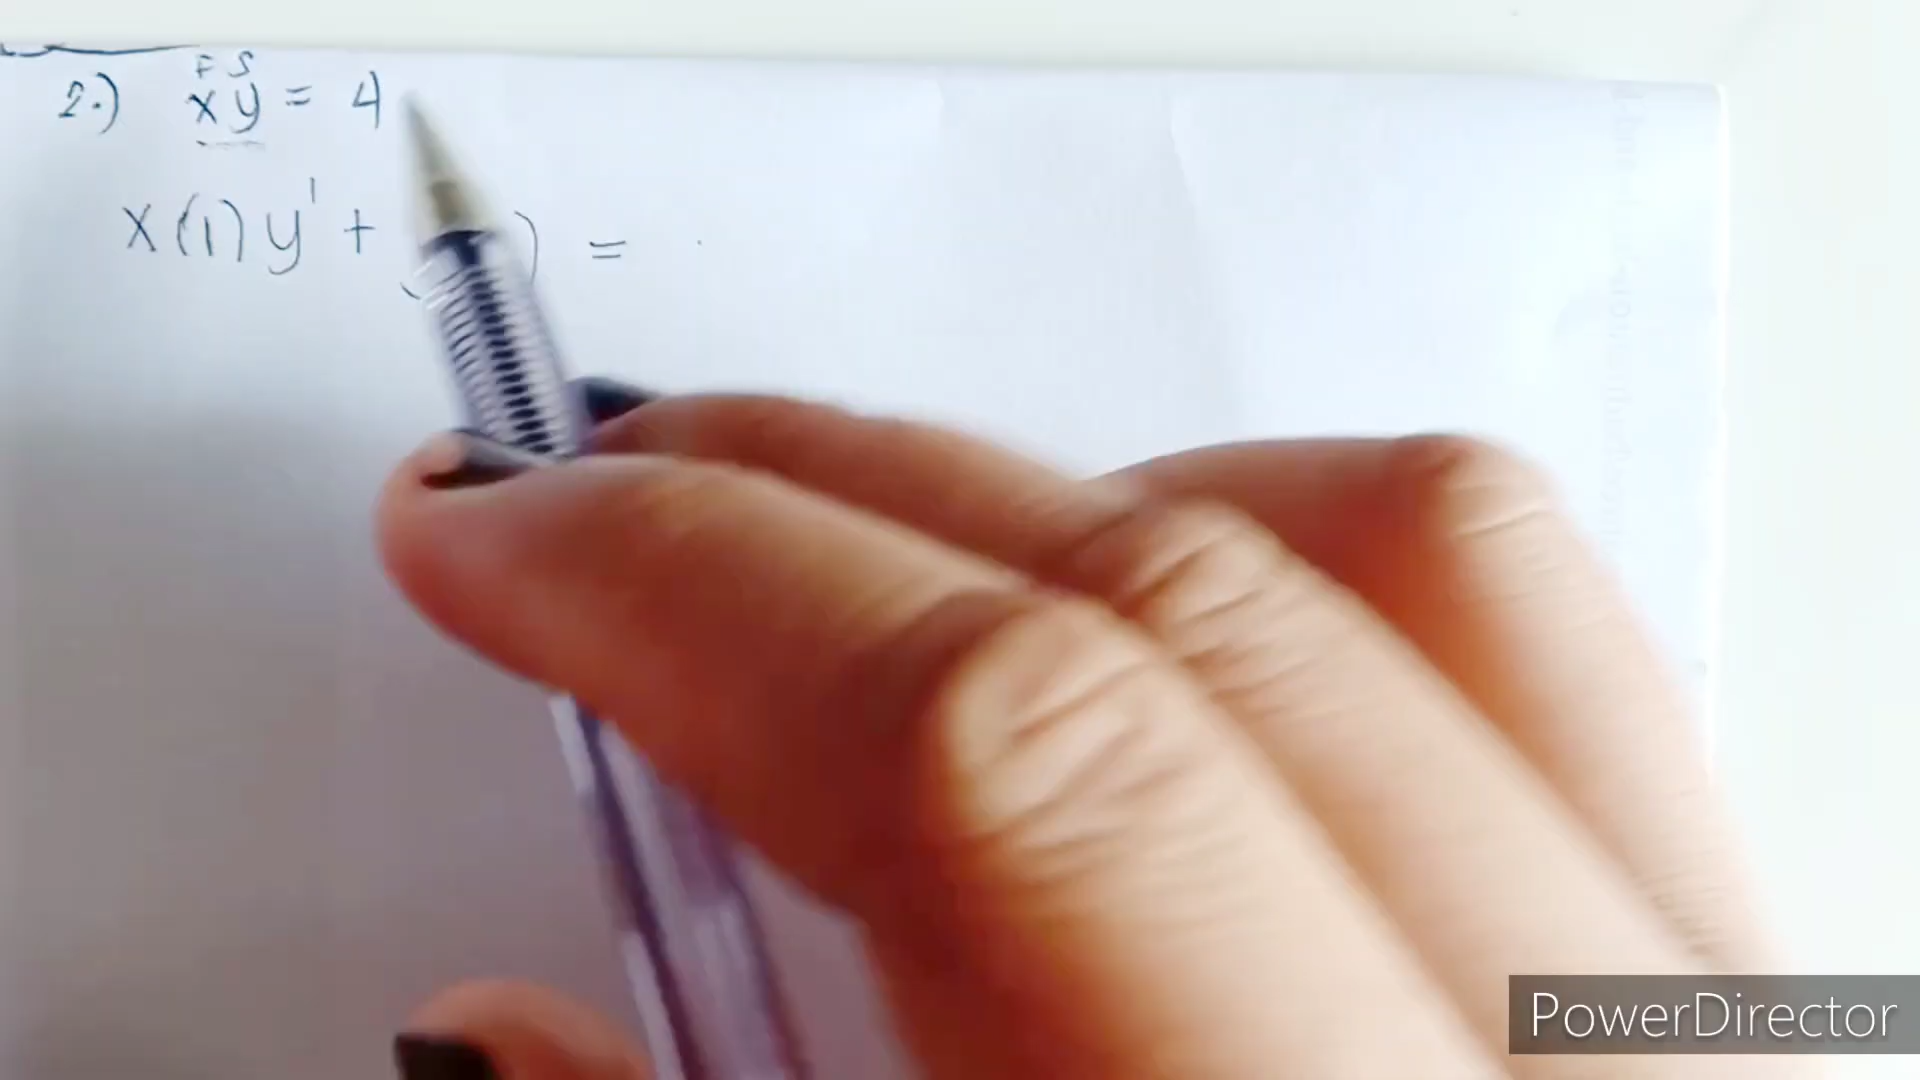 F S
2.) xy = 4
x(1)y' + ) =
PowerDirector